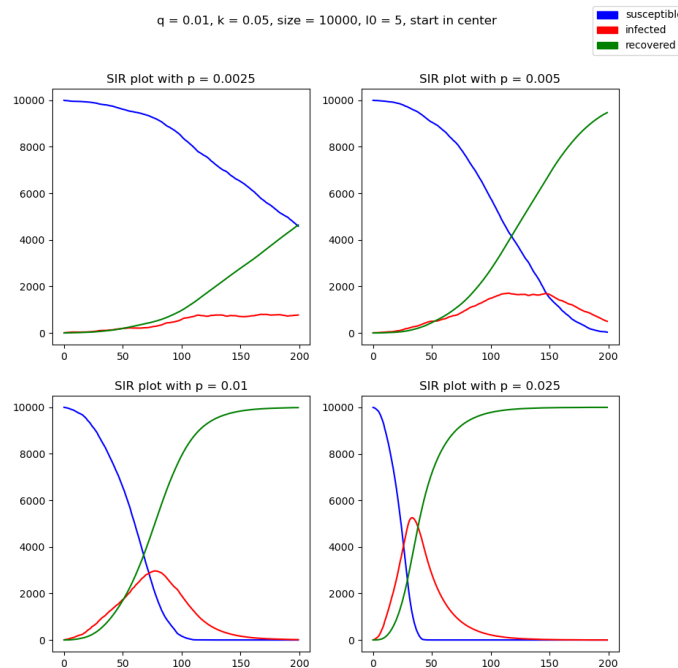 q = 0.01, k = 0.05, size = 10000, I0 = 5, start in center
susceptible
infected
recovered
SIR plot with p = 0.0025
10000
8000
6000
4000
2000
0
0 50 100 150 200
SIR plot with p = 0.005
10000
8000
6000
4000
2000
0
0 50 100 150 200
SIR plot with p = 0.01
10000
8000
6000
4000
2000
0
0 50 100 150 200
SIR plot with p = 0.025
10000
8000
6000
4000
2000
0
0 50 100 150 200